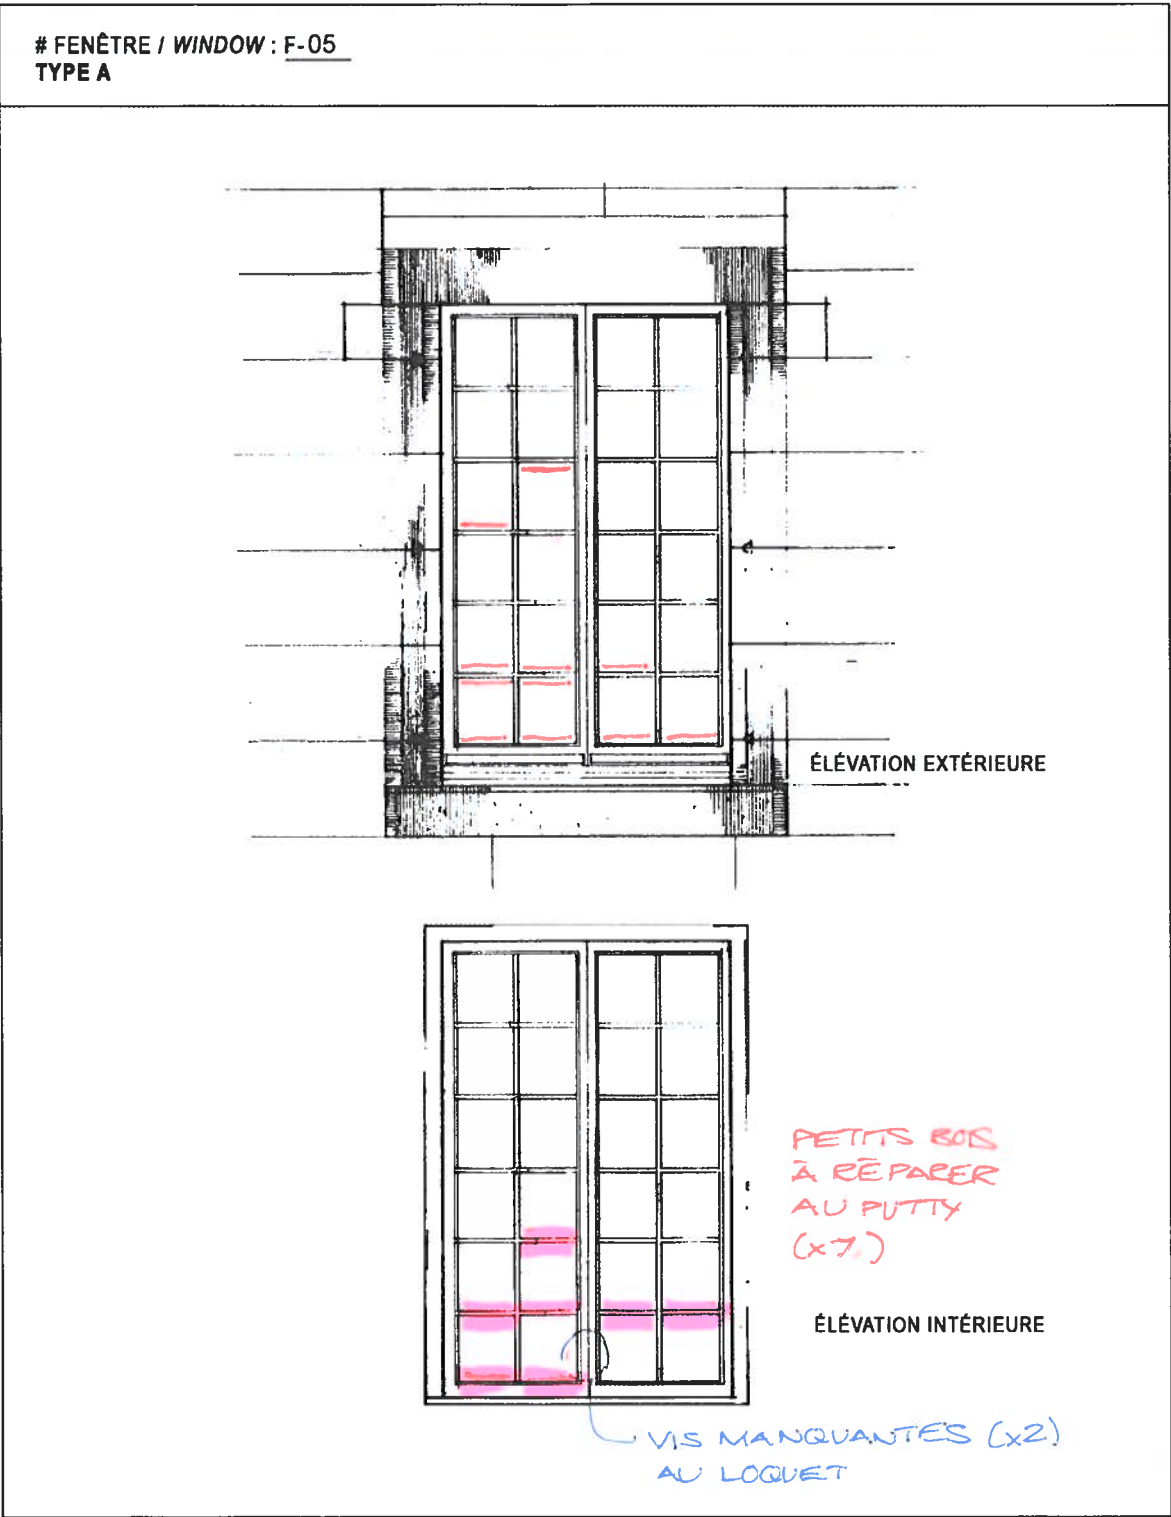 # FENÊTRE / WINDOW : F-05
TYPE A
ÉLÉVATION EXTÉRIEURE
PETITS BOIS
À RÉPARER
AU PUTTY
(x7)
ÉLÉVATION INTÉRIEURE
VIS MANQUANTES (x2)
AU LOQUET